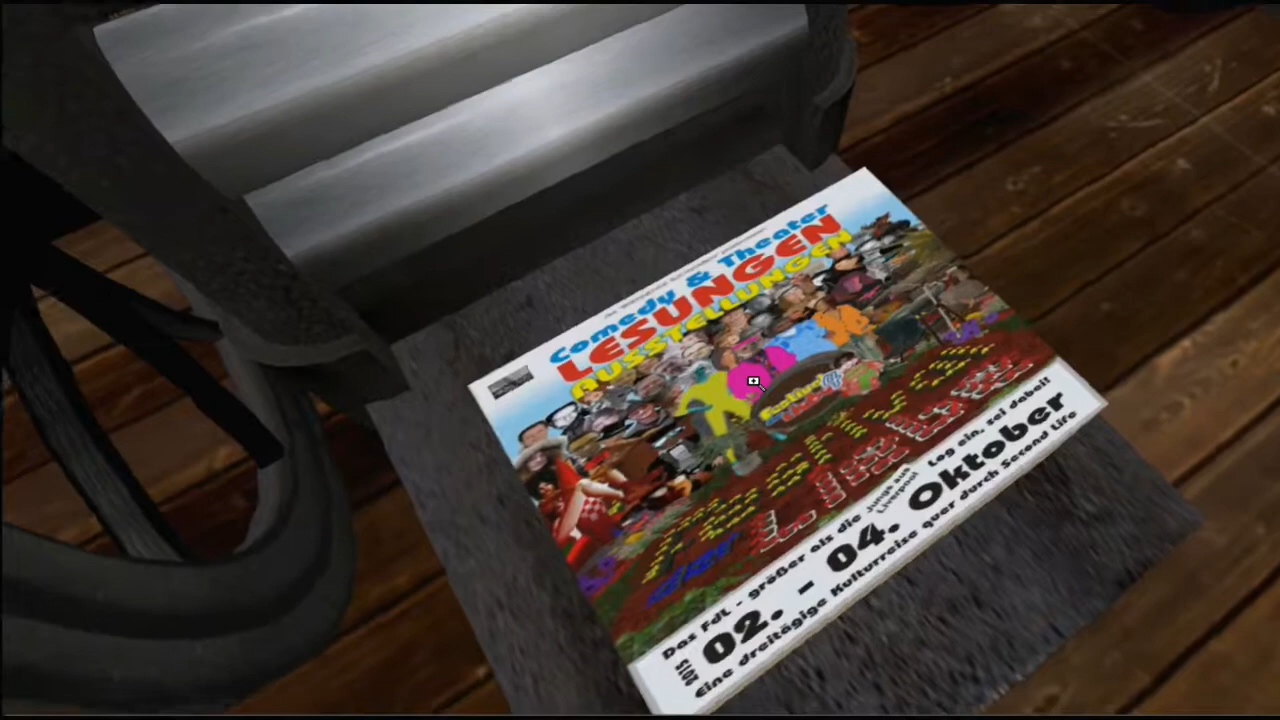 Comedy & Theater
LESUNGEN
AUSSTELLUNGEN
Das FdL - größer als die Jungs aus Liverpool Log ein, sei dabei!
2015 02. - 04. Oktober
Eine dreitägige Kulturreise quer durch Second Life